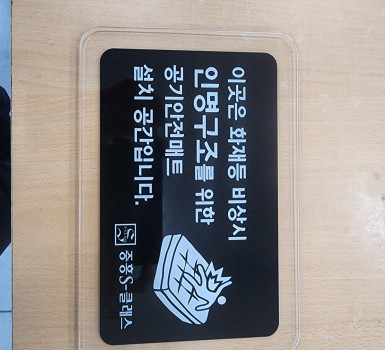 이곳은 화재등 비상시
인명구조를 위한
공기안전매트
설치 공간입니다.
중흥S-클래스